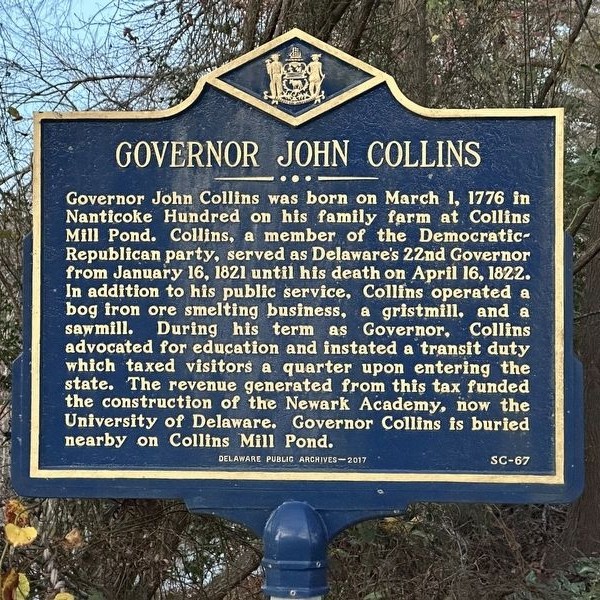 GOVERNOR JOHN COLLINS
Governor John Collins was born on March 1, 1776 in
Nanticoke Hundred on his family farm at Collins
Mill Pond. Collins, a member of the Democratic-
Republican party, served as Delaware's 22nd Governor
from January 16, 1821 until his death on April 16, 1822.
In addition to his public service, Collins operated a
bog iron ore smelting business, a gristmill, and a
sawmill. During his term as Governor, Collins
advocated for education and instated a transit duty
which taxed visitors a quarter upon entering the
state. The revenue generated from this tax funded
the construction of the Newark Academy, now the
University of Delaware. Governor Collins is buried
nearby on Collins Mill Pond.
DELAWARE PUBLIC ARCHIVES—2017 SC-67